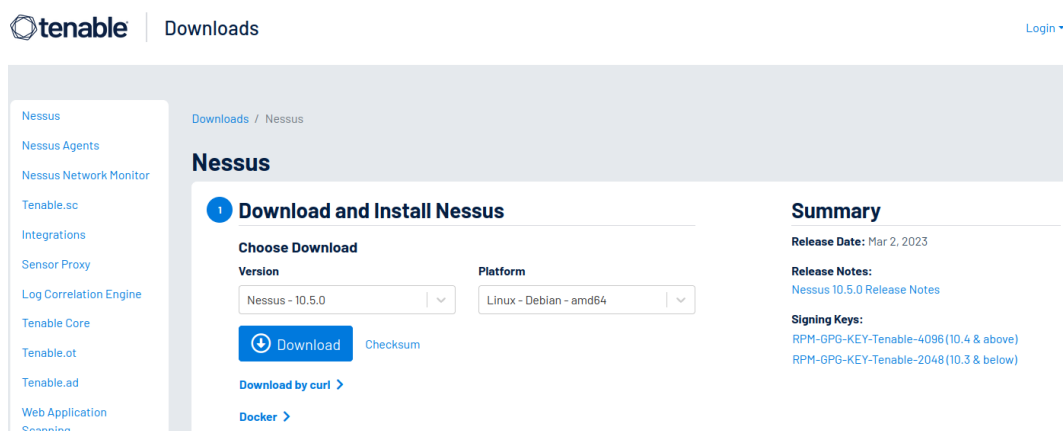 tenable
Downloads
Login
Nessus
Nessus Agents
Nessus Network Monitor
Tenable.sc
Integrations
Sensor Proxy
Log Correlation Engine
Tenable Core
Tenable.ot
Tenable.ad
Web Application
Scanning
Downloads / Nessus
Nessus
1 Download and Install Nessus
Choose Download
Version
Nessus - 10.5.0
Platform
Linux - Debian - amd64
Download
Checksum
Download by curl
Docker
Summary
Release Date: Mar 2, 2023
Release Notes:
Nessus 10.5.0 Release Notes
Signing Keys:
RPM-GPG-KEY-Tenable-4096 (10.4 & above)
RPM-GPG-KEY-Tenable-2048 (10.3 & below)